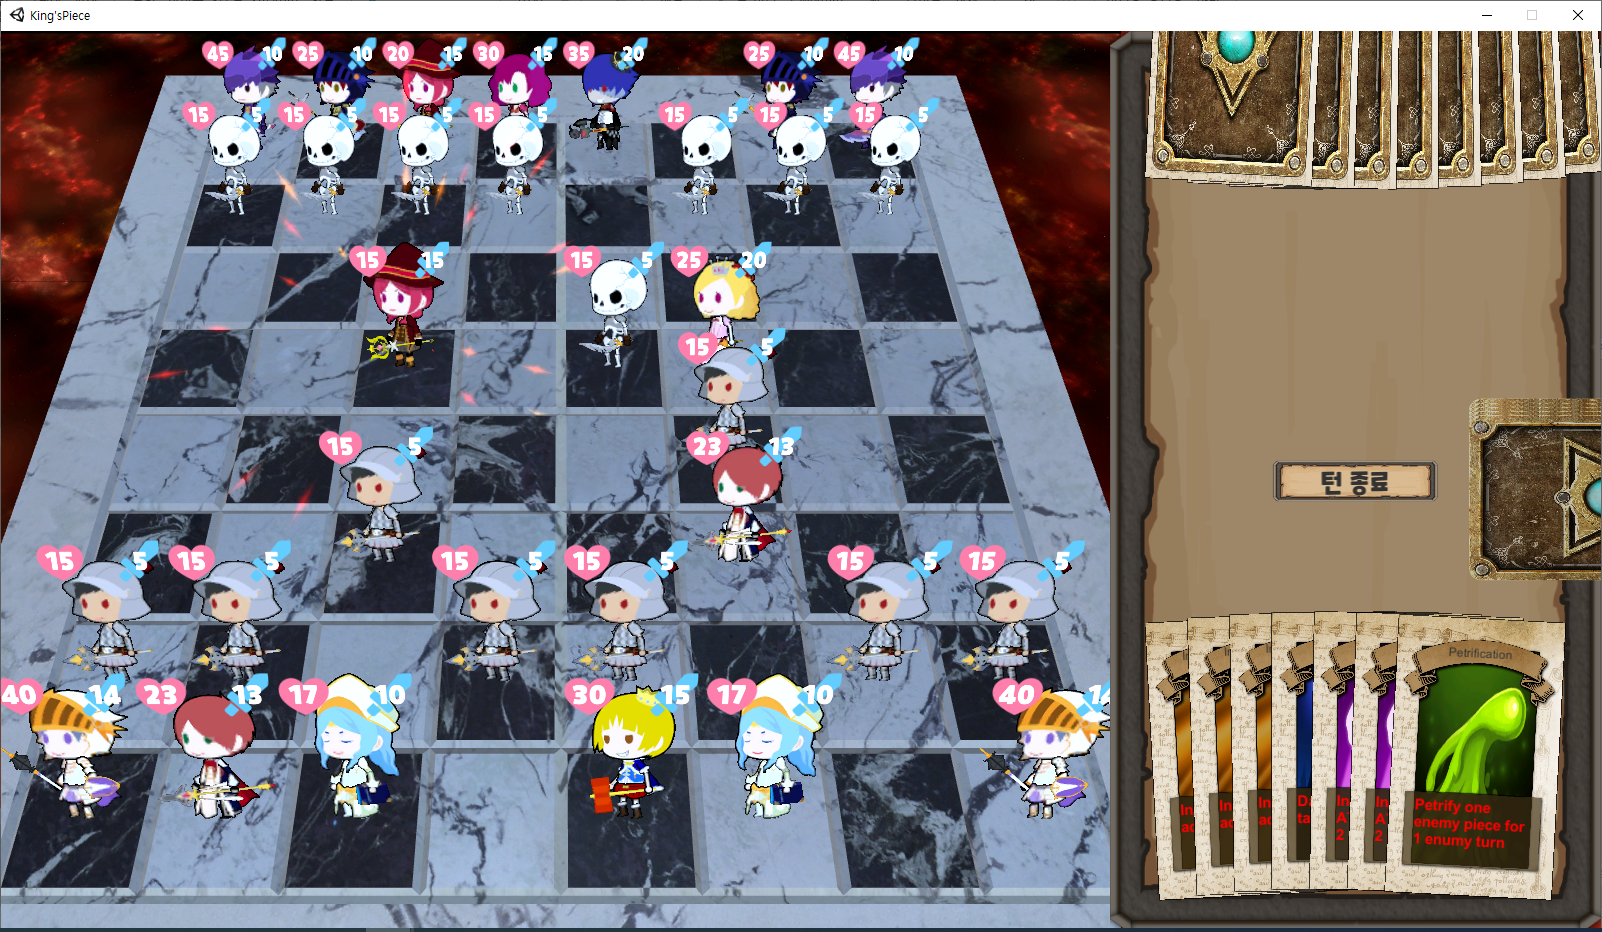 King'sPiece
45 10 25 10 20 15 30 15 35 20 25 10 45 10
15 5 15 5 15 5 15 5 15 5 15 5 15 5
15 15 15 5 25 20
15 5
15 5 23 13
턴 종료
15 5 15 5 15 5 15 5 15 5 15 5
40 14 23 13 17 10 30 15 17 10 40
Petrification
Petrify one
enemy piece for
1 enumy turn